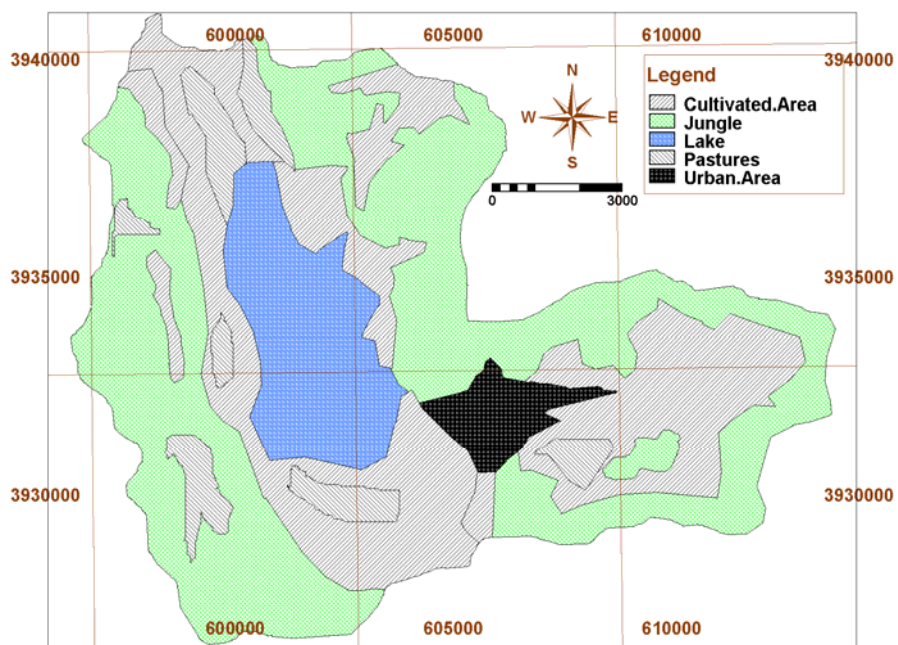 600000 605000 610000
3940000 3940000
N
W E
S
Legend
Cultivated.Area
Jungle
Lake
Pastures
Urban.Area
0 3000
3935000 3935000
3930000 3930000
600000 605000 610000